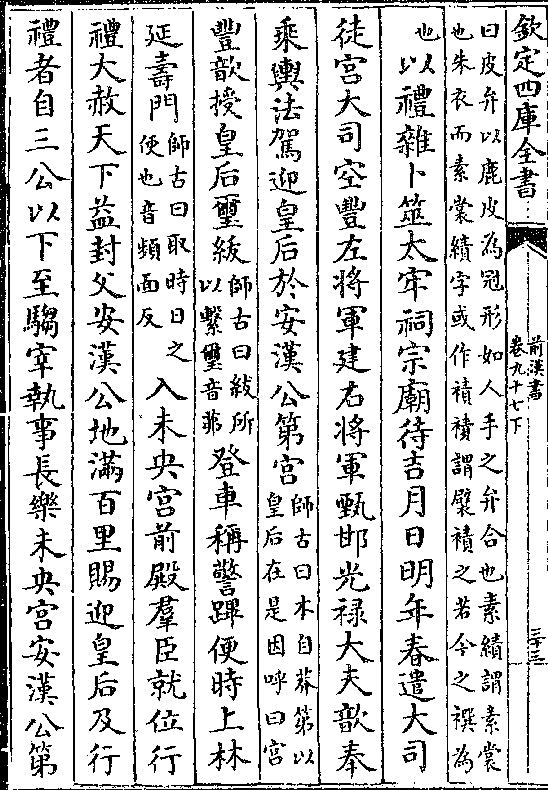 欽定四庫全書
前漢書
卷九十七下
三十三
曰皮弁以鹿皮為冠形如人手之弁合也素績謂素裳
也朱衣而素裳績字或作襀襀謂襞襀之若今之襈為
也以禮雜卜筮太牢祠宗廟待吉月日明年春遣大司
徒宫大司空豐左將軍建右將軍甄邯光禄大夫歆奉
乘輿法駕迎皇后於安漢公第宫師古曰本自莽第以
皇后在是因呼曰宫
豐歆授皇后璽紱師古曰紱所
以繫璽音弗登車稱警蹕便時上林
延壽門師古曰取時日之
便也音頻面反入未央宫前殿羣臣就位行
禮大赦天下益封父安漢公地滿百里賜迎皇后及行
禮者自三公以下至騶宰執事長樂未央宫安漢公第